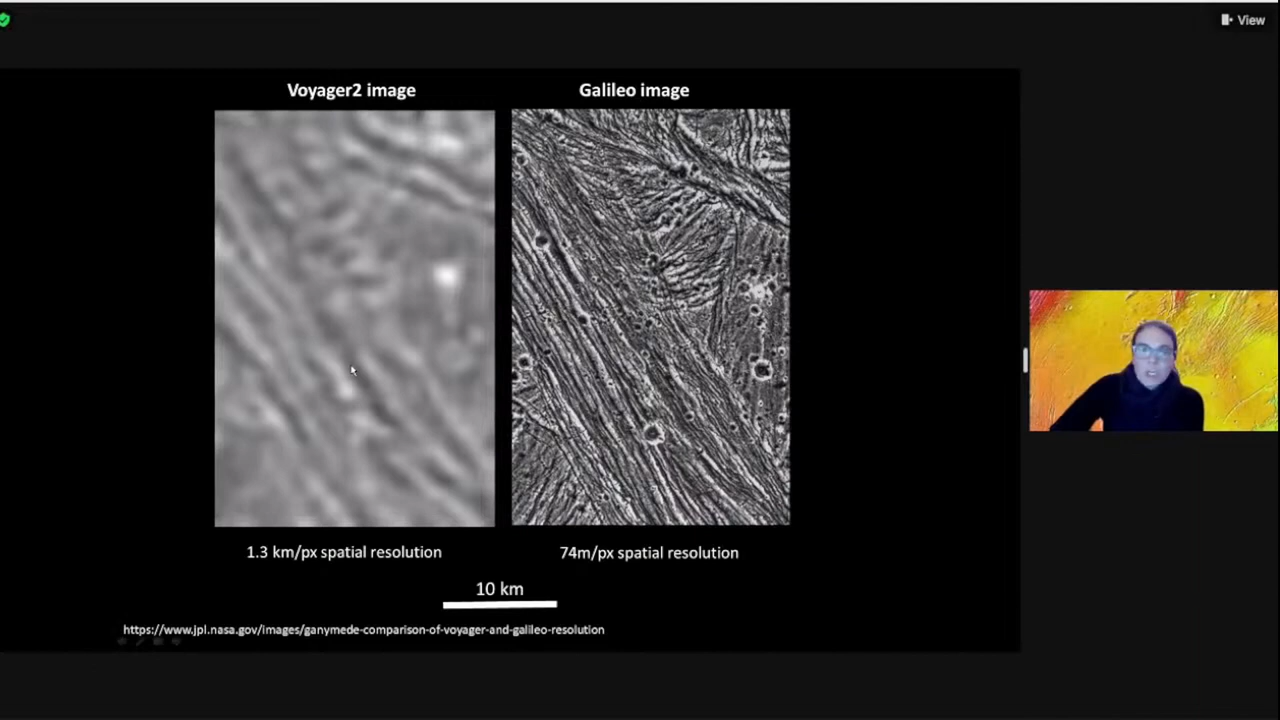 View
Voyager2 image
Galileo image
1.3 km/px spatial resolution
74m/px spatial resolution
10 km
https://www.jpl.nasa.gov/images/ganymede-comparison-of-voyager-and-galileo-resolution